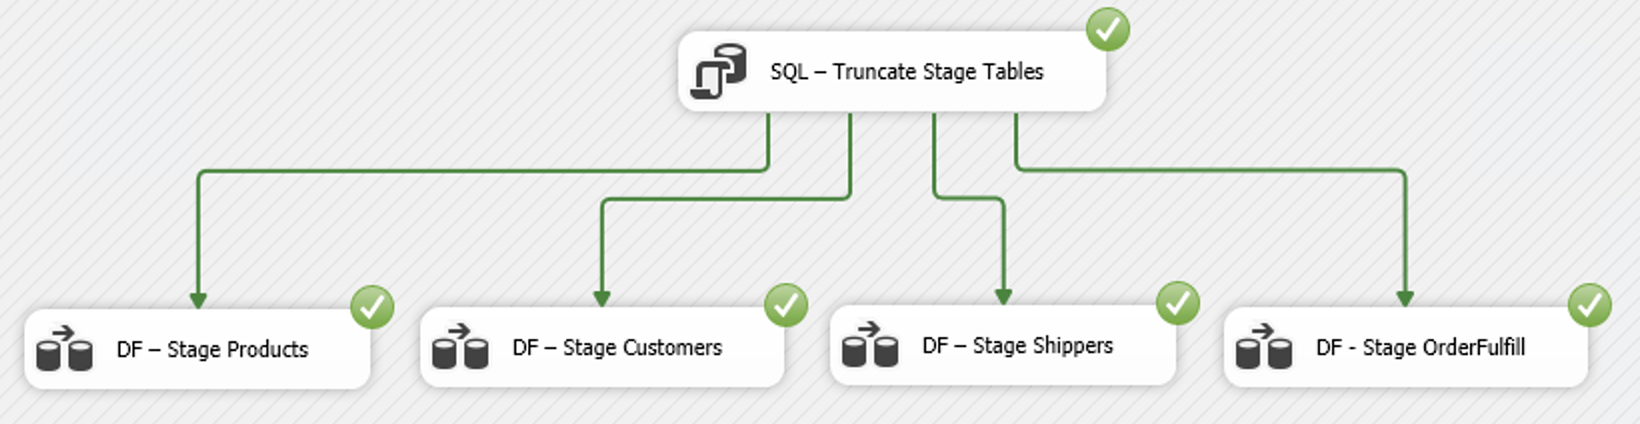 SQL – Truncate Stage Tables
DF – Stage Products
DF – Stage Customers
DF – Stage Shippers
DF - Stage OrderFulfill